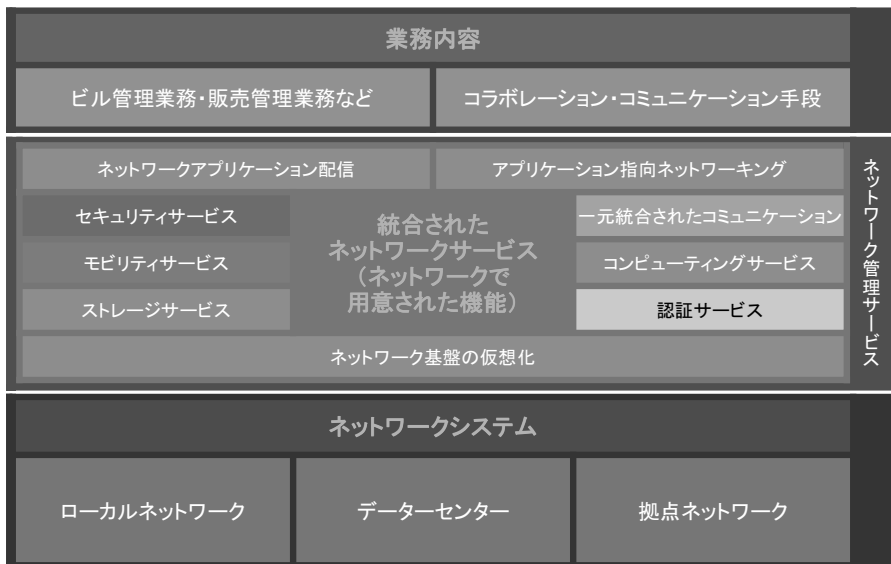 業務内容
ビル管理業務・販売管理業務など
コラボレーション・コミュニケーション手段
ネットワークアプリケーション配信
アプリケーション指向ネットワーキング
セキュリティサービス
モビリティサービス
ストレージサービス
統合された
ネットワークサービス
（ネットワークで
用意された機能）
一元統合されたコミュニケーション
コンピューティングサービス
認証サービス
ネットワーク基盤の仮想化
ネットワーク管理サービス
ネットワークシステム
ローカルネットワーク
データーセンター
拠点ネットワーク